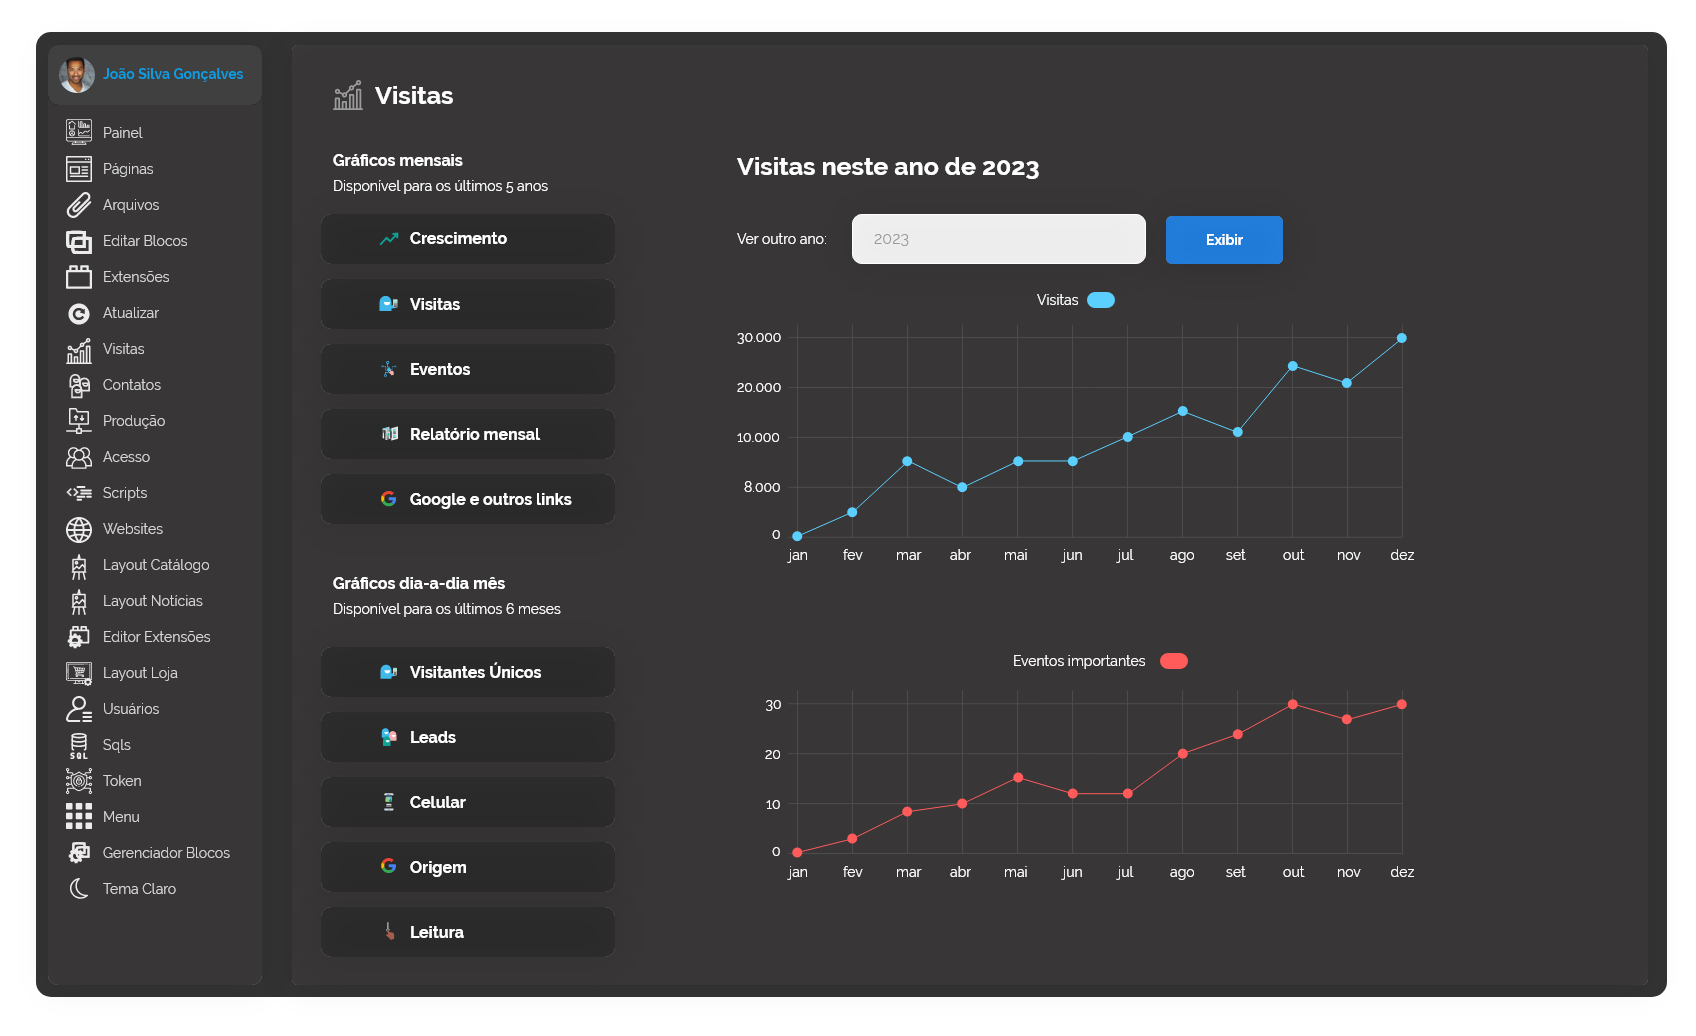 João Silva Gonçalves
Painel
Páginas
Arquivos
Editar Blocos
Extensões
Atualizar
Visitas
Contatos
Produção
Acesso
Scripts
Websites
Layout Catálogo
Layout Notícias
Editor Extensões
Layout Loja
Usuários
SQL
Sqls
Token
Menu
Gerenciador Blocos
Tema Claro
Visitas
Gráficos mensais
Disponível para os últimos 5 anos
Crescimento
Visitas
Eventos
Relatório mensal
Google e outros links
Gráficos dia-a-dia mês
Disponível para os últimos 6 meses
Visitantes Únicos
Leads
Celular
Origem
Leitura
Visitas neste ano de 2023
Ver outro ano: 2023 Exibir
Visitas
30.000
20.000
10.000
8.000
0
jan fev mar abr mai jun jul ago set out nov dez
Eventos importantes
30
20
10
0
jan fev mar abr mai jun jul ago set out nov dez